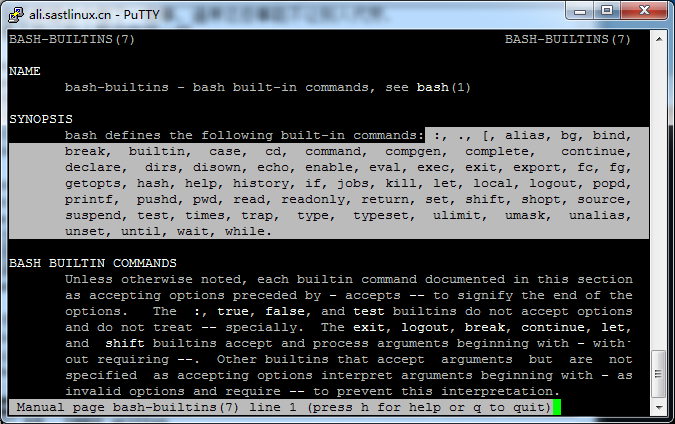 ali.sastlinux.cn - PuTTY
BASH-BUILTINS(7) BASH-BUILTINS(7)
NAME
bash-builtins - bash built-in commands, see bash(1)
SYNOPSIS
bash defines the following built-in commands: :, ., [, alias, bg, bind,
break, builtin, case, cd, command, compgen, complete, continue,
declare, dirs, disown, echo, enable, eval, exec, exit, export, fc, fg,
getopts, hash, help, history, if, jobs, kill, let, local, logout, popd,
printf, pushd, pwd, read, readonly, return, set, shift, shopt, source,
suspend, test, times, trap, type, typeset, ulimit, umask, unalias,
unset, until, wait, while.
BASH BUILTIN COMMANDS
Unless otherwise noted, each builtin command documented in this section
as accepting options preceded by - accepts -- to signify the end of the
options. The :, true, false, and test builtins do not accept options
and do not treat -- specially. The exit, logout, break, continue, let,
and shift builtins accept and process arguments beginning with - with-
out requiring --. Other builtins that accept arguments but are not
specified as accepting options interpret arguments beginning with - as
invalid options and require -- to prevent this interpretation.
Manual page bash-builtins(7) line 1 (press h for help or q to quit)